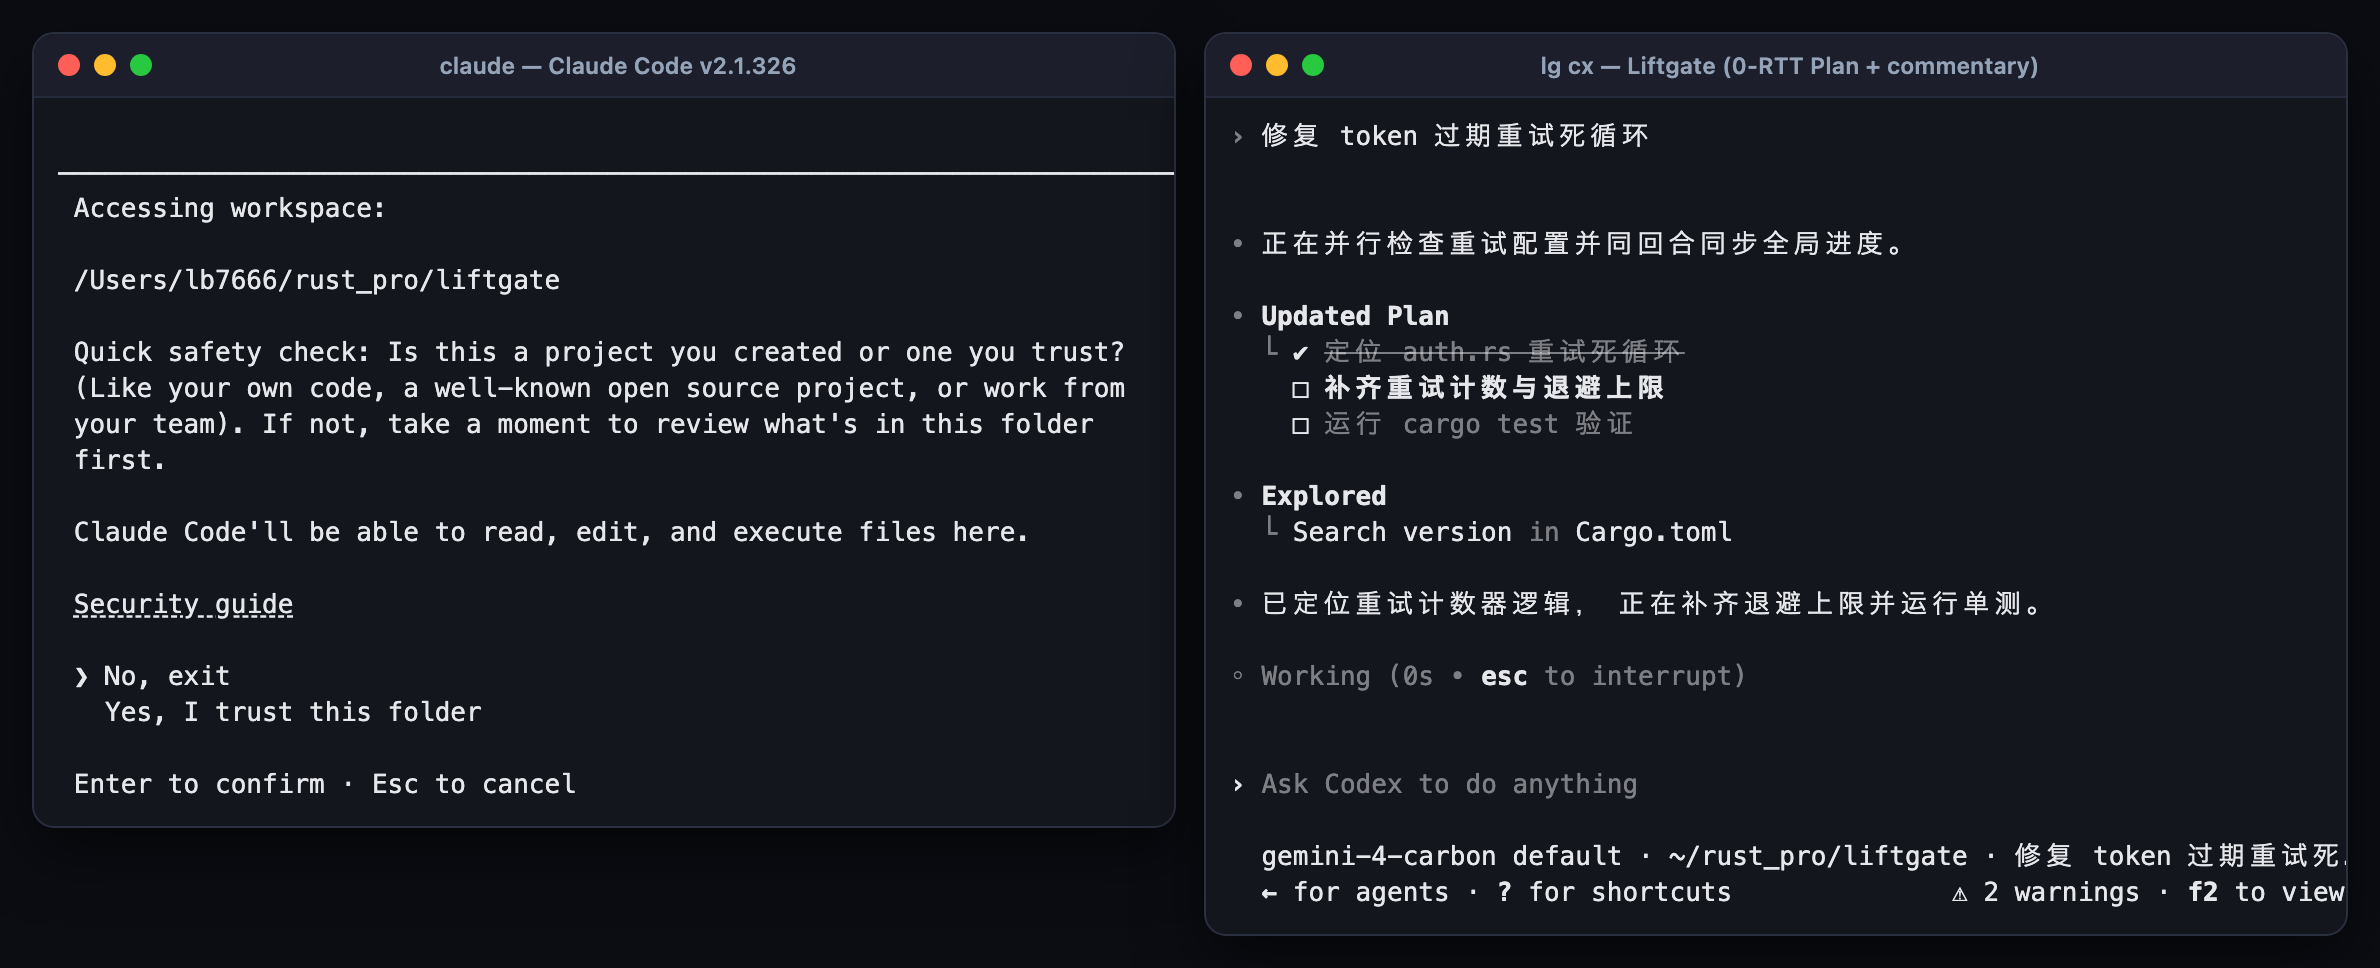 claude — Claude Code v2.1.326
Accessing workspace:
/Users/lb7666/rust_pro/liftgate
Quick safety check: Is this a project you created or one you trust?
(Like your own code, a well-known open source project, or work from
your team). If not, take a moment to review what's in this folder
first.
Claude Code'll be able to read, edit, and execute files here.
Security guide
❯ No, exit
Yes, I trust this folder
Enter to confirm · Esc to cancel
lg cx — Liftgate (0-RTT Plan + commentary)
› 修复 token 过期重试死循环
• 正在并行检查重试配置并同回合同步全局进度。
• Updated Plan
└ ✔ 定位 auth.rs 重试死循环
□ 补齐重试计数与退避上限
□ 运行 cargo test 验证
• Explored
└ Search version in Cargo.toml
• 已定位重试计数器逻辑，正在补齐退避上限并运行单测。
◦ Working (0s • esc to interrupt)
› Ask Codex to do anything
gemini-4-carbon default · ~/rust_pro/liftgate · 修复 token 过期重试死
← for agents · ? for shortcuts ⚠ 2 warnings · f2 to view